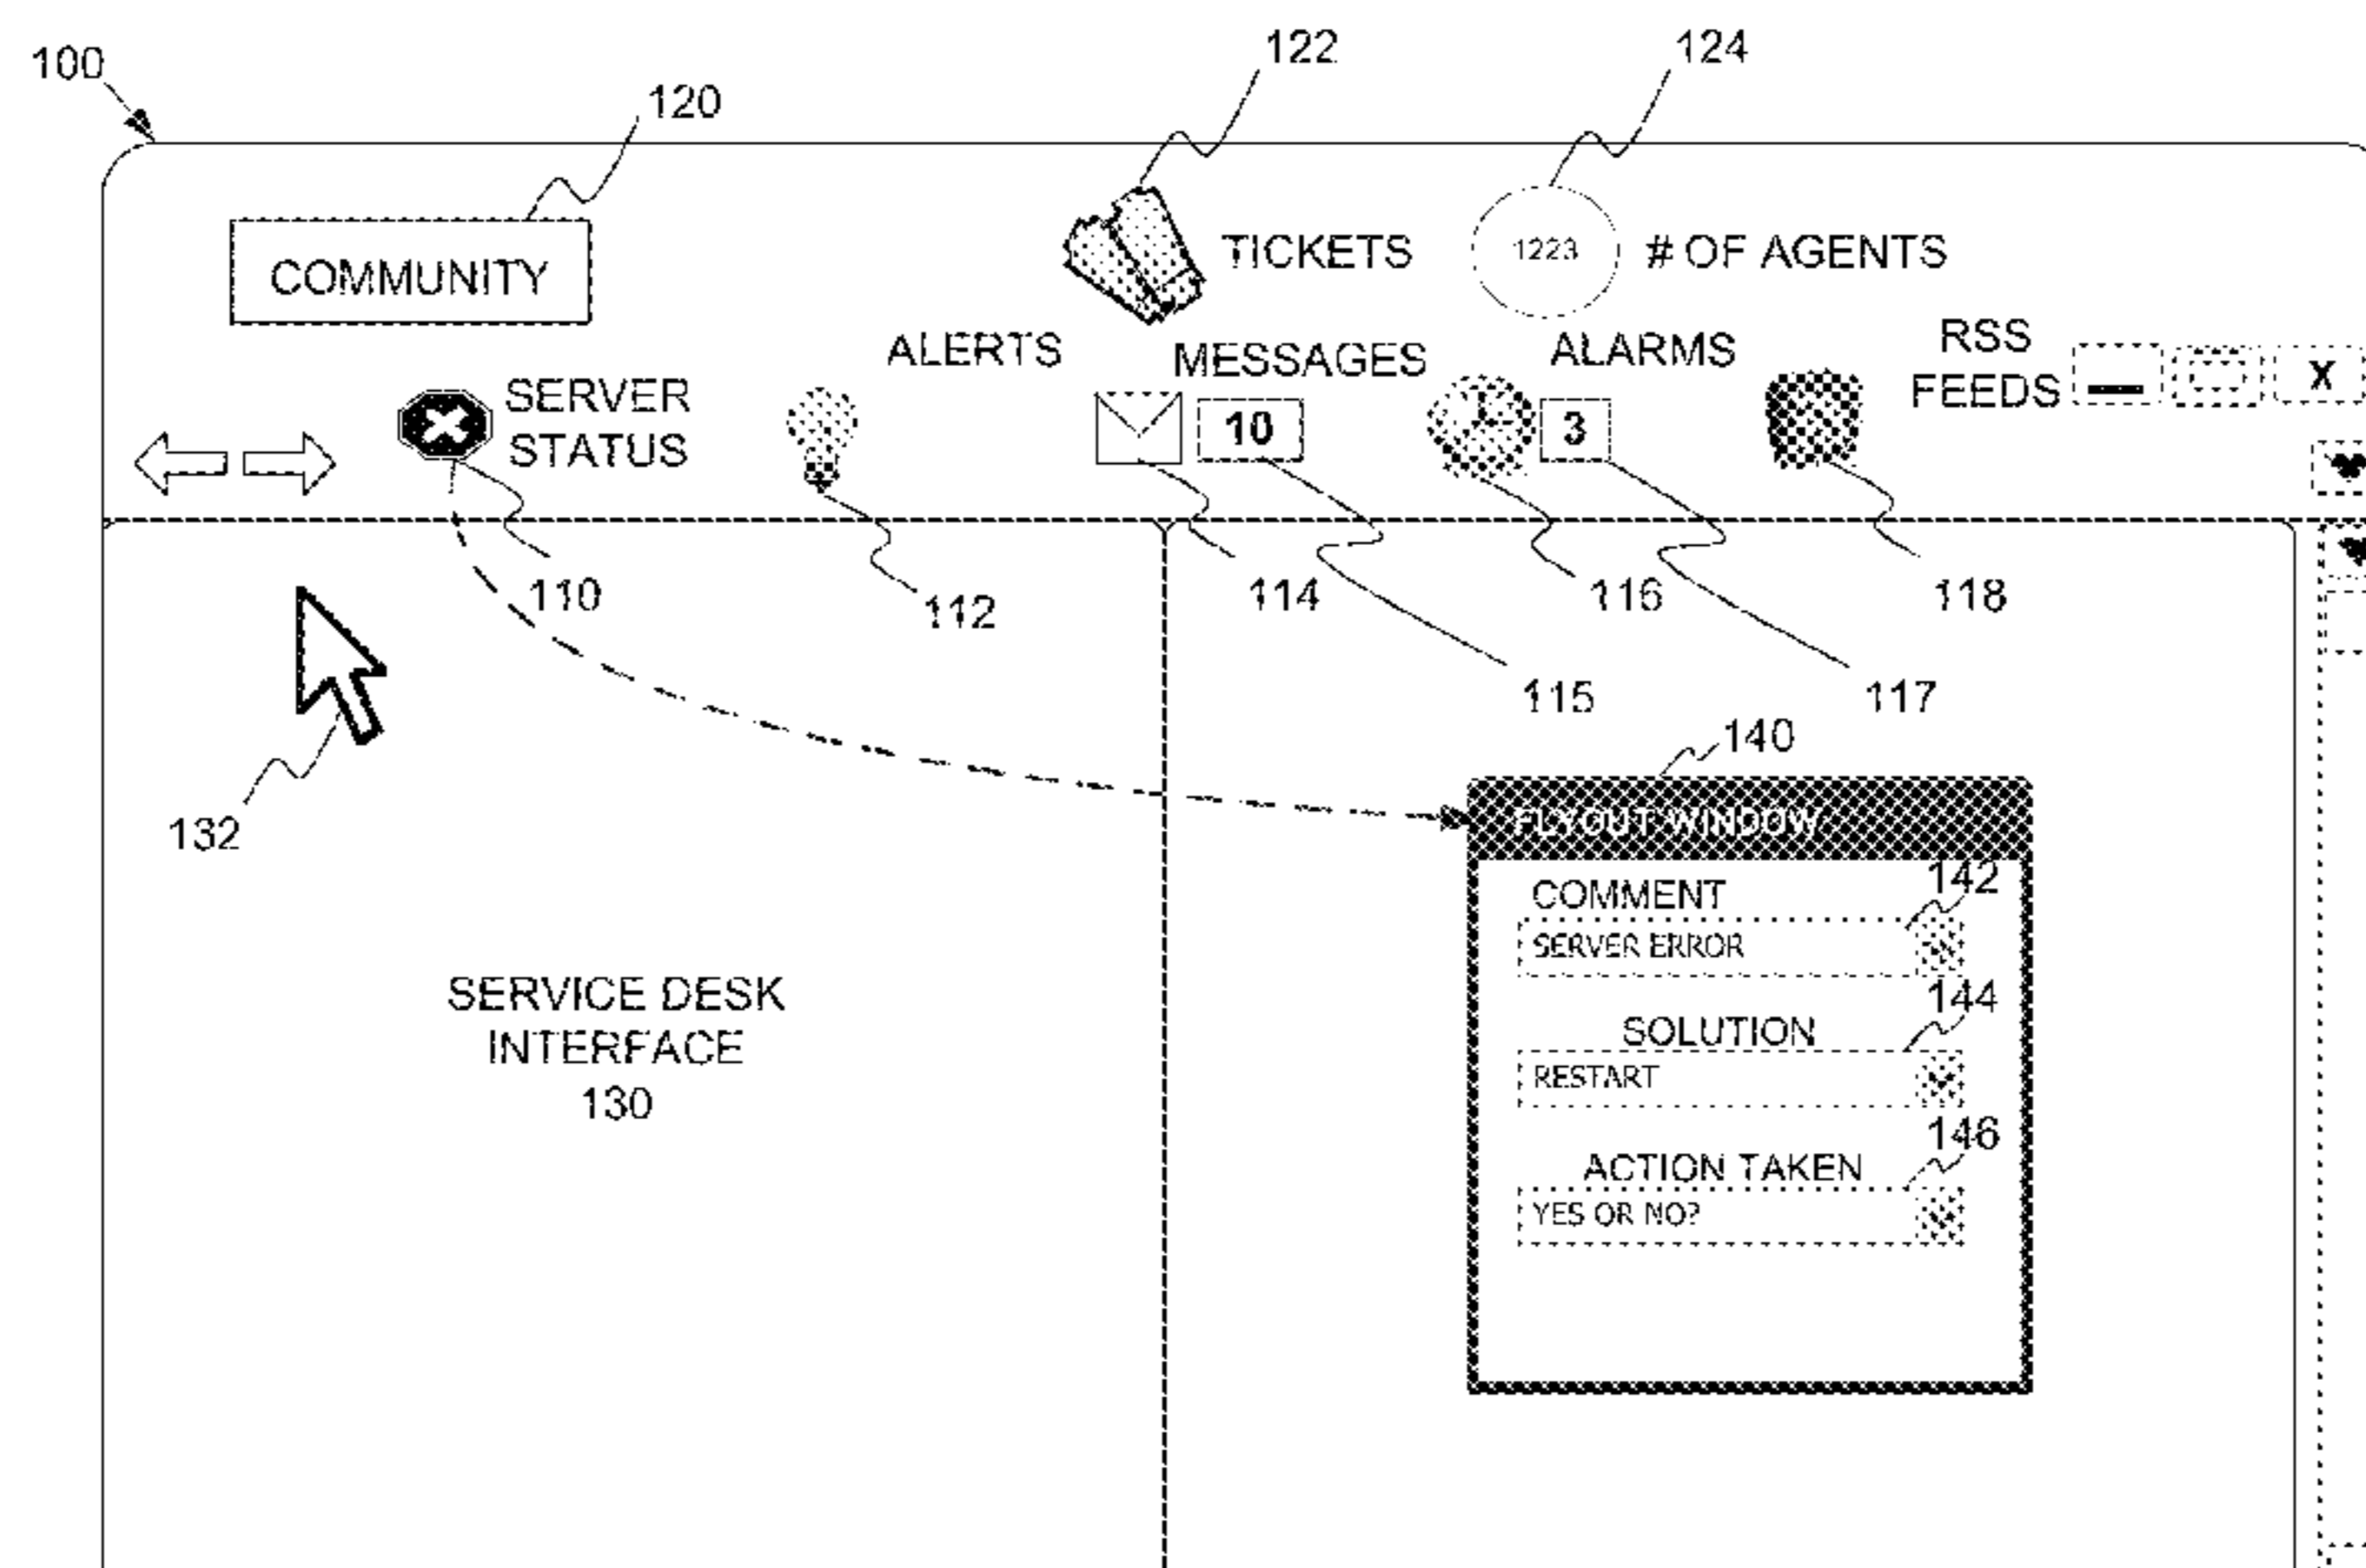 100
120
122
124
COMMUNITY
TICKETS
1223
# OF AGENTS
ALERTS
MESSAGES
ALARMS
RSS
FEEDS
X
SERVER
STATUS
10
3
110
112
114
116
118
115
117
132
140
FLYOUT WINDOW
142
COMMENT
SERVER ERROR
144
SOLUTION
RESTART
146
ACTION TAKEN
YES OR NO?
SERVICE DESK
INTERFACE
130